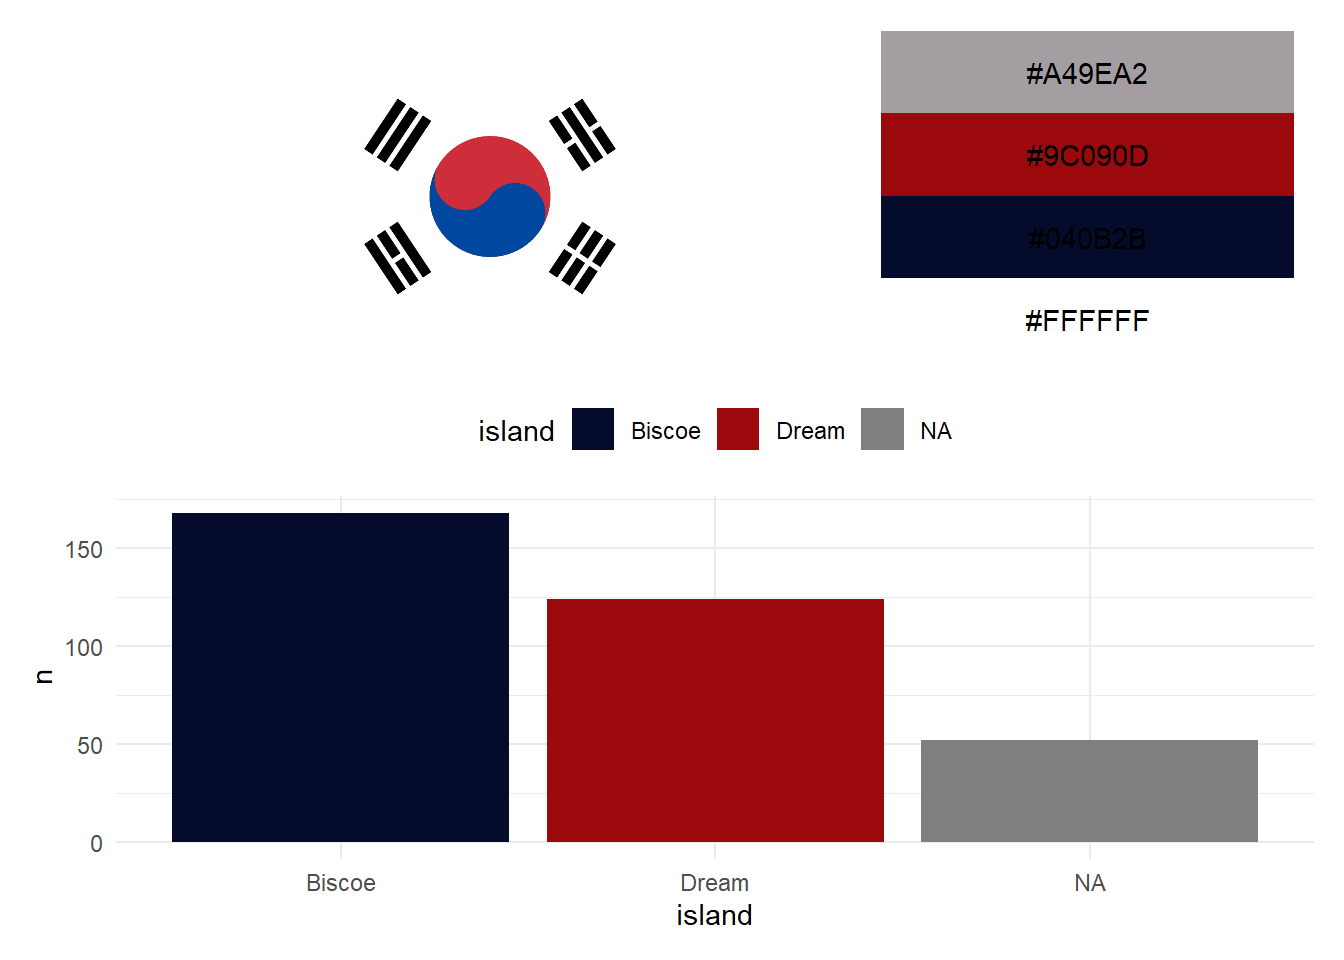 #A49EA2
#9C090D
#040B2B
#FFFFFF
island Biscoe Dream NA
150
100
50
0
n
Biscoe Dream NA
island